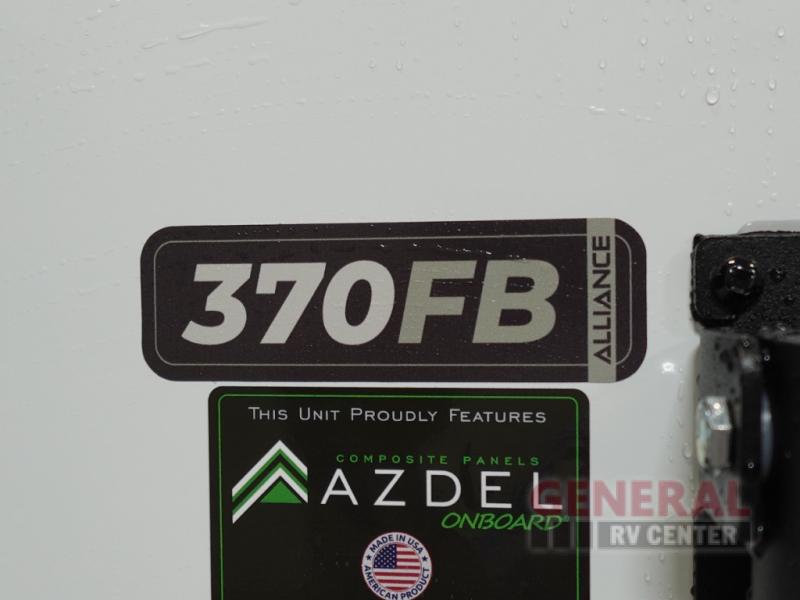 370FB
ALLIANCE
THIS UNIT PROUDLY FEATURES
COMPOSITE PANELS
AZDEL
ONBOARD®
MADE IN USA
AMERICAN PRODUCT
GENERAL
RV CENTER